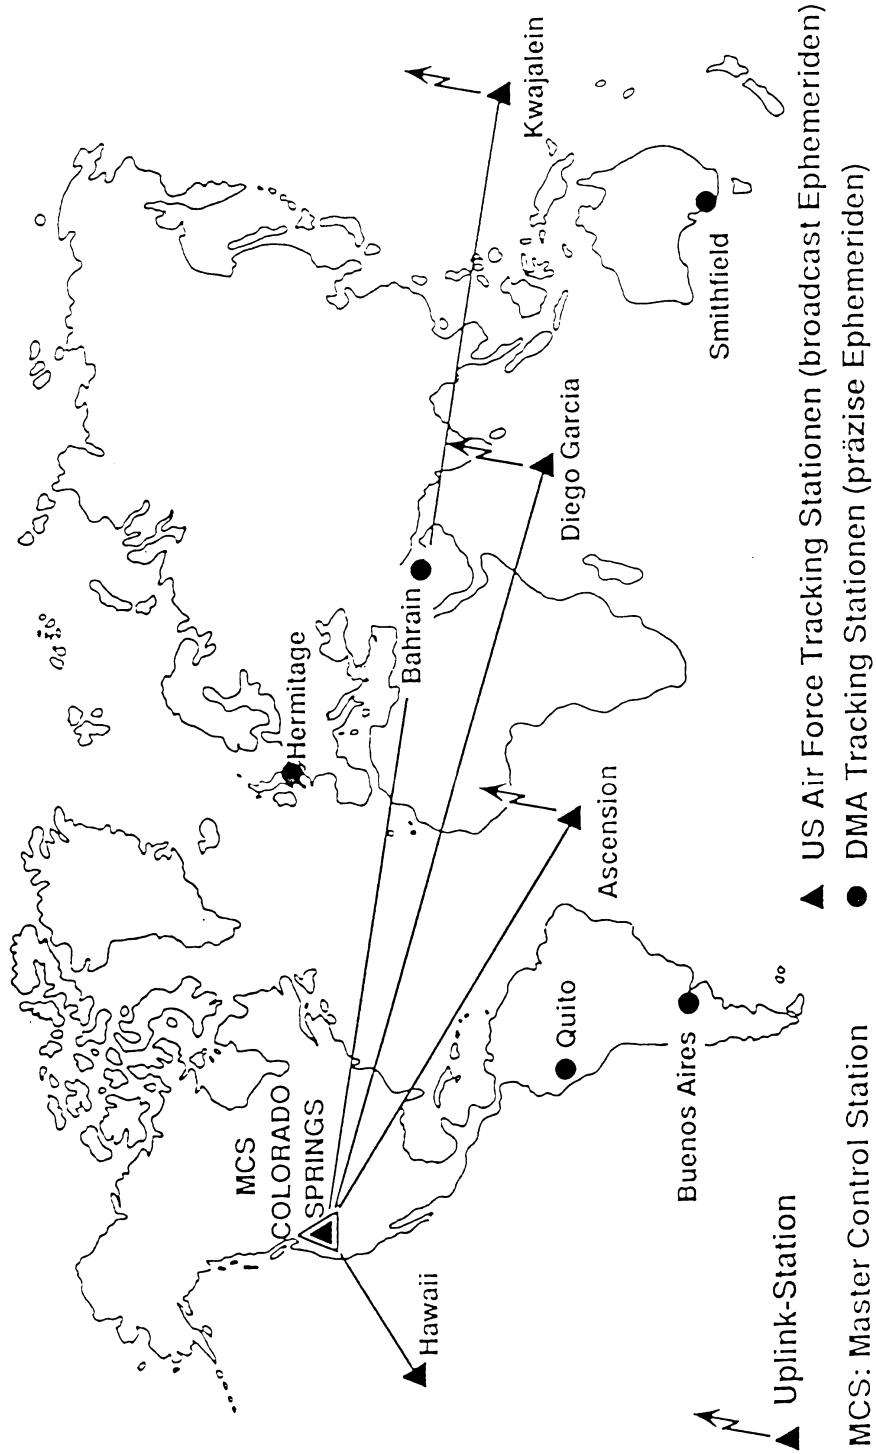 MCS
COLORADO
SPRINGS
Hawaii
Hermitage
Bahrain
Kwajalein
Diego Garcia
Ascension
Quito
Buenos Aires
Smithfield
Uplink-Station
US Air Force Tracking Stationen (broadcast Ephemeriden)
MCS: Master Control Station
DMA Tracking Stationen (präzise Ephemeriden)